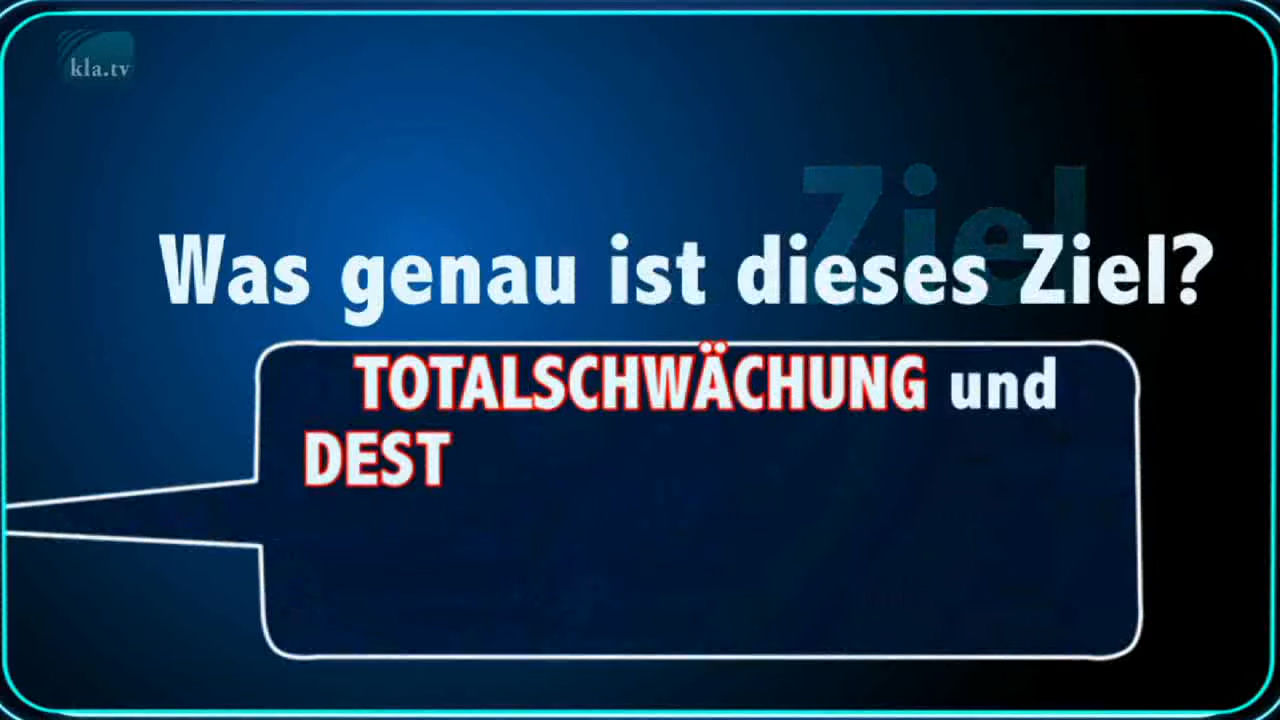 kla.tv
Ziel
Was genau ist dieses Ziel?
TOTALSCHWÄCHUNG und
DEST